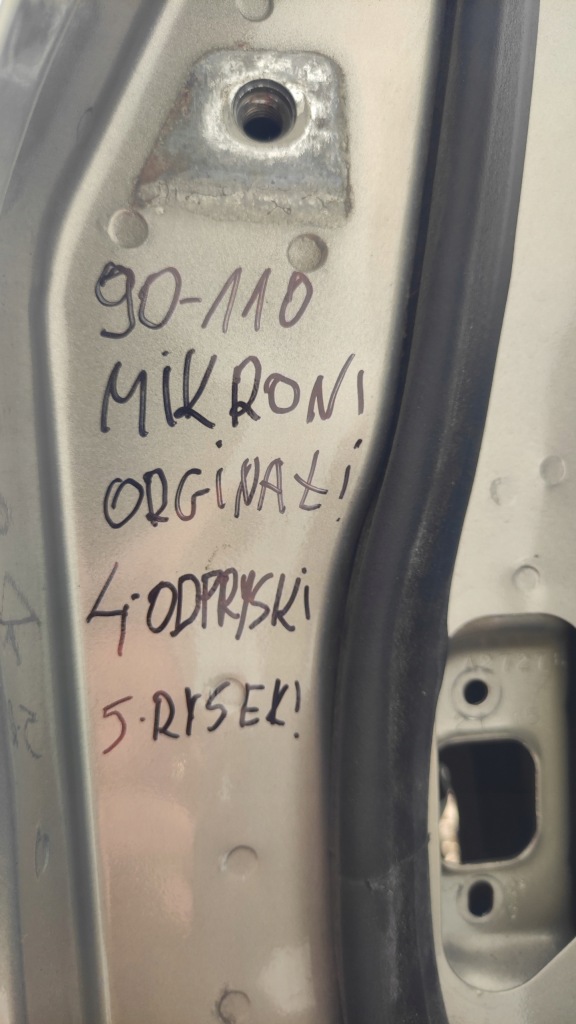 90-110
MiKRONI
ORGiNAŁ!
4·ODPRYSKi
5·RYSEK!